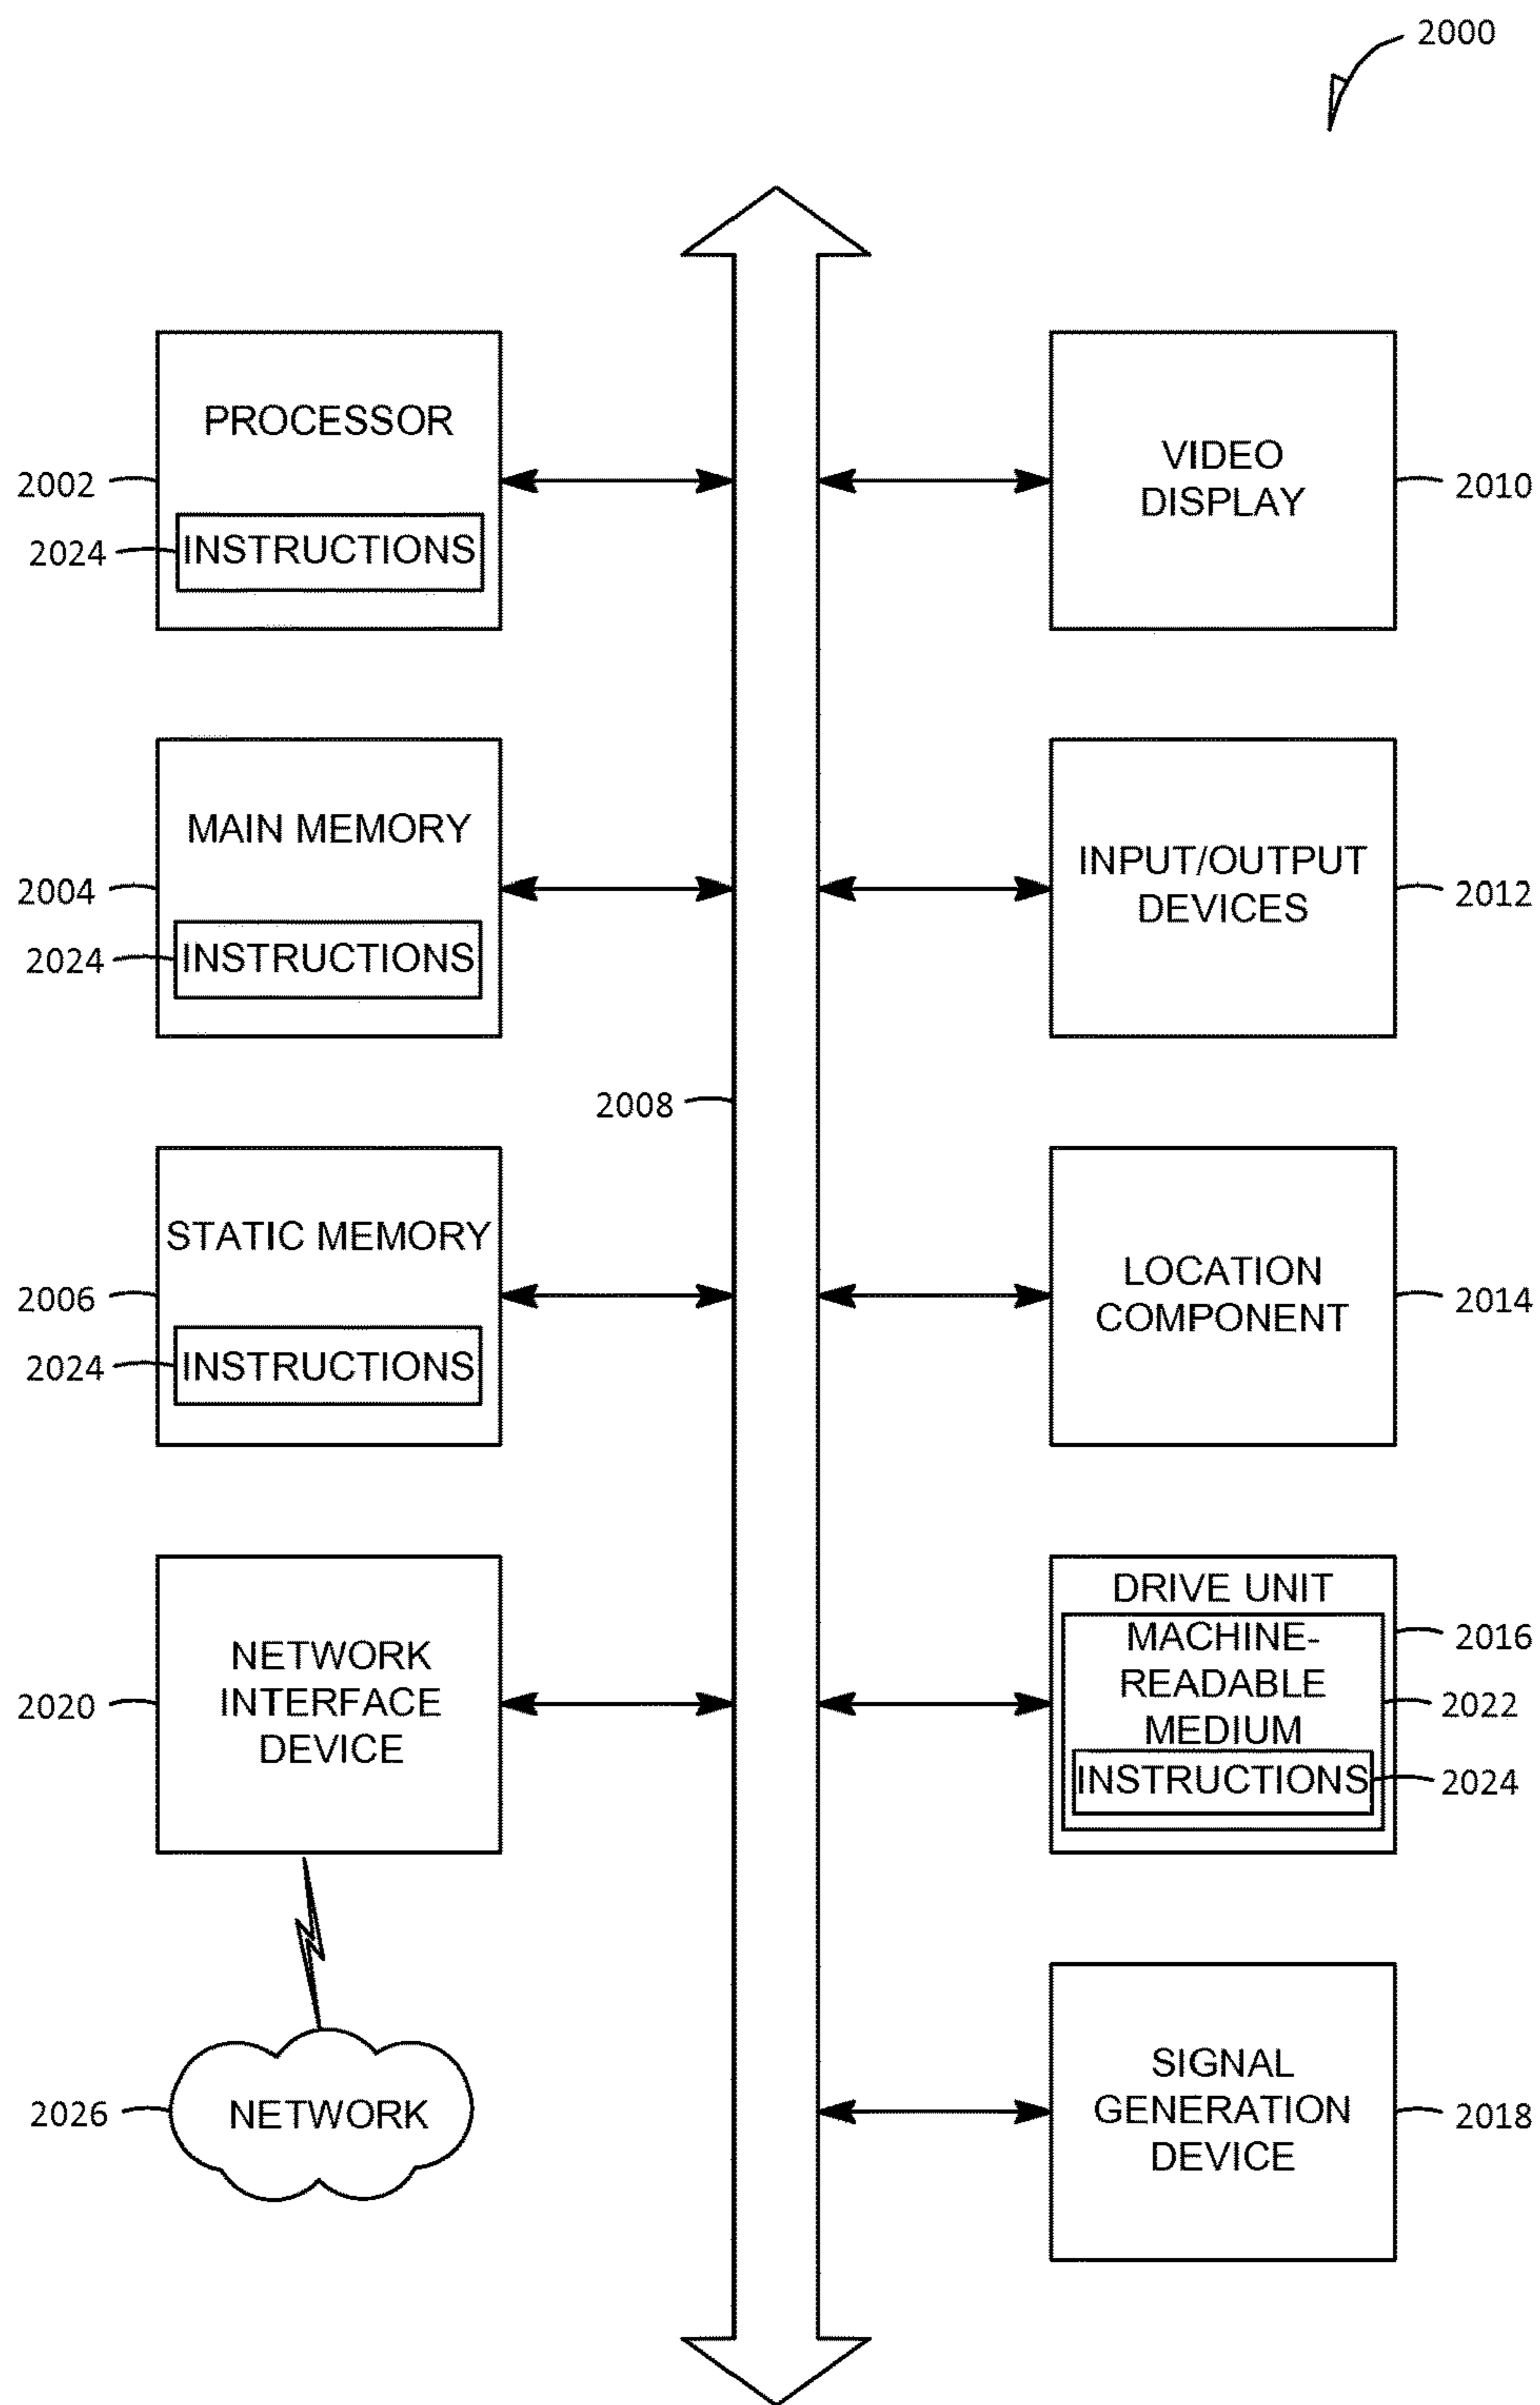 2000
PROCESSOR
2002
2024
INSTRUCTIONS
VIDEO
DISPLAY
2010
MAIN MEMORY
2004
2024
INSTRUCTIONS
INPUT/OUTPUT
DEVICES
2012
2008
STATIC MEMORY
2006
2024
INSTRUCTIONS
LOCATION
COMPONENT
2014
NETWORK
INTERFACE
DEVICE
2020
DRIVE UNIT
MACHINE-
READABLE
MEDIUM
INSTRUCTIONS
2016
2022
2024
2026
NETWORK
SIGNAL
GENERATION
DEVICE
2018